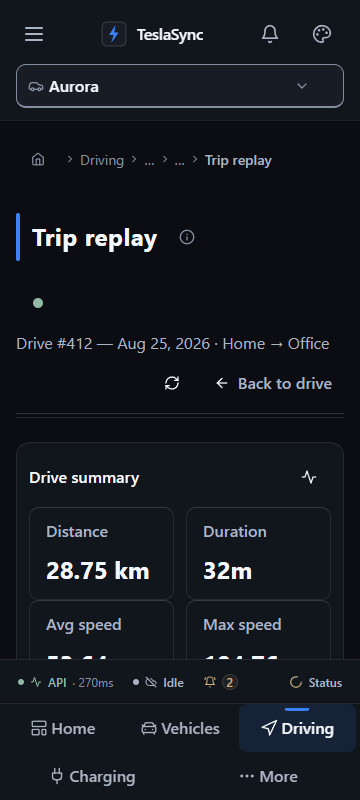 TeslaSync
Aurora
Driving ... ... Trip replay
Trip replay
Drive #412 — Aug 25, 2026 · Home → Office
Back to drive
Drive summary
Distance
28.75 km
Duration
32m
Avg speed
Max speed
API · 270ms Idle 2 Status
Home Vehicles Driving
Charging ··· More